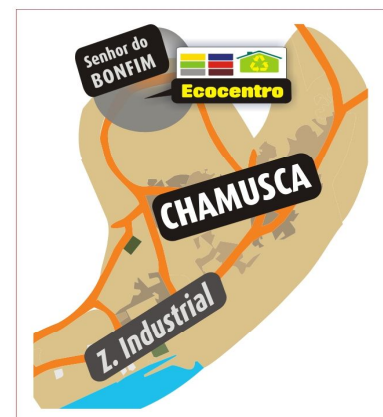 Senhor do
BONFIM
Ecocentro
CHAMUSCA
Z. Industrial